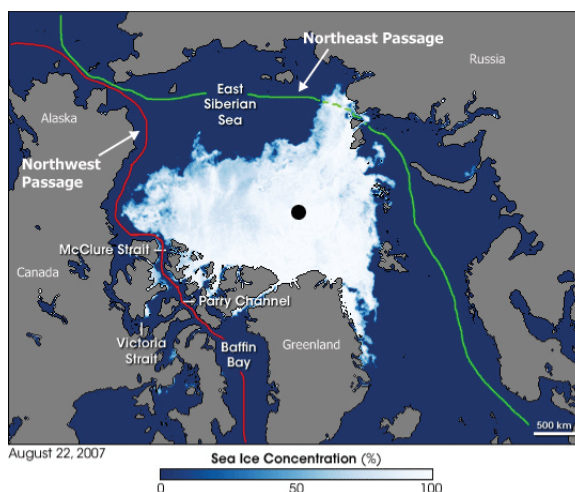 Northeast Passage
Russia
East
Siberian
Sea
Alaska
Northwest
Passage
McClure Strait
Canada
Parry Channel
Victoria
Strait
Baffin
Bay
Greenland
500 km
August 22, 2007
Sea Ice Concentration (%)
0 50 100